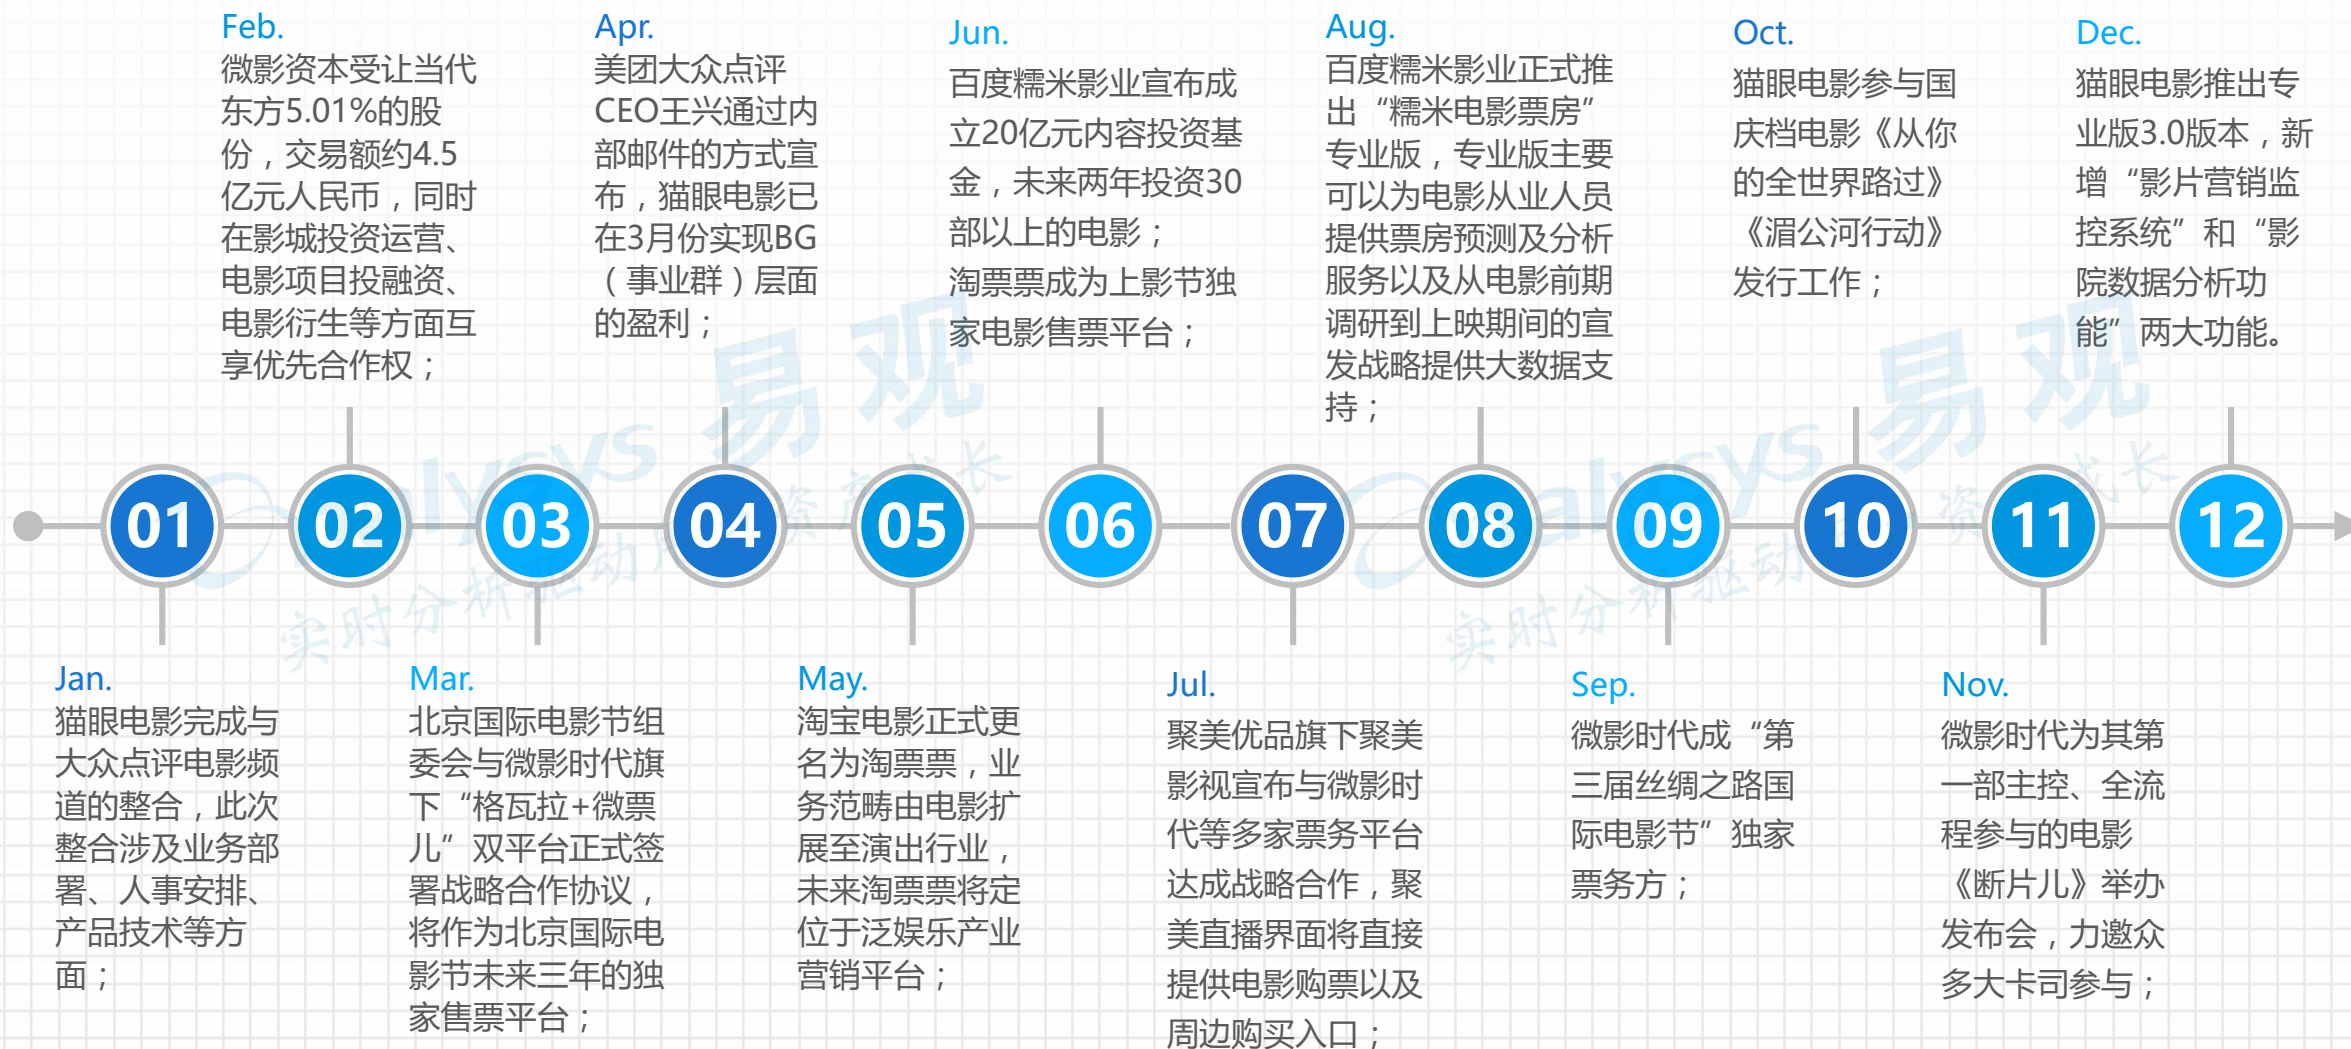 Feb.
微影资本受让当代
东方5.01%的股
份，交易额约4.5
亿元人民币，同时
在影城投资运营、
电影项目投融资、
电影衍生等方面互
享优先合作权；
Apr.
美团大众点评
CEO王兴通过内
部邮件的方式宣
布，猫眼电影已
在3月份实现BG
（事业群）层面
的盈利；
Jun.
百度糯米影业宣布成
立20亿元内容投资基
金，未来两年投资30
部以上的电影；
淘票票成为上影节独
家电影售票平台；
Aug.
百度糯米影业正式推
出“糯米电影票房”
专业版，专业版主要
可以为电影从业人员
提供票房预测及分析
服务以及从电影前期
调研到上映期间的宣
发战略提供大数据支
持；
Oct.
猫眼电影参与国
庆档电影《从你
的全世界路过》
《湄公河行动》
发行工作；
Dec.
猫眼电影推出专
业版3.0版本，新
增“影片营销监
控系统”和“影
院数据分析功
能”两大功能。
01
02
03
04
05
06
07
08
09
10
11
12
Jan.
猫眼电影完成与
大众点评电影频
道的整合，此次
整合涉及业务部
署、人事安排、
产品技术等方
面；
Mar.
北京国际电影节组
委会与微影时代旗
下“格瓦拉+微票
儿”双平台正式签
署战略合作协议，
将作为北京国际电
影节未来三年的独
家售票平台；
May.
淘宝电影正式更
名为淘票票，业
务范畴由电影扩
展至演出行业，
未来淘票票将定
位于泛娱乐产业
营销平台；
Jul.
聚美优品旗下聚美
影视宣布与微影时
代等多家票务平台
达成战略合作，聚
美直播界面将直接
提供电影购票以及
周边购买入口；
Sep.
微影时代成“第
三届丝绸之路国
际电影节”独家
票务方；
Nov.
微影时代为其第
一部主控、全流
程参与的电影
《断片儿》举办
发布会，力邀众
多大卡司参与；
易观
实时分析驱动
易观
实时分析驱动